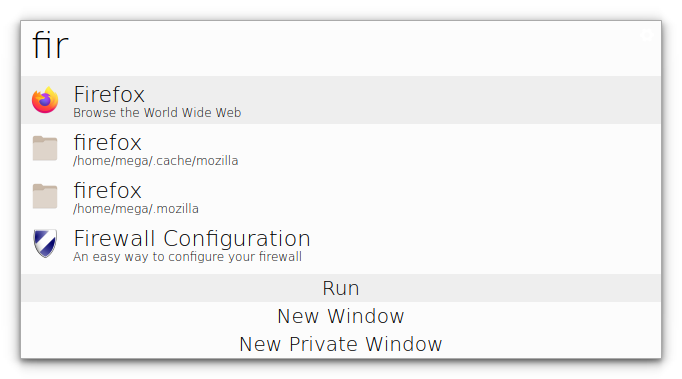 fir
Firefox
Browse the World Wide Web
firefox
/home/mega/.cache/mozilla
firefox
/home/mega/.mozilla
Firewall Configuration
An easy way to configure your firewall
Run
New Window
New Private Window